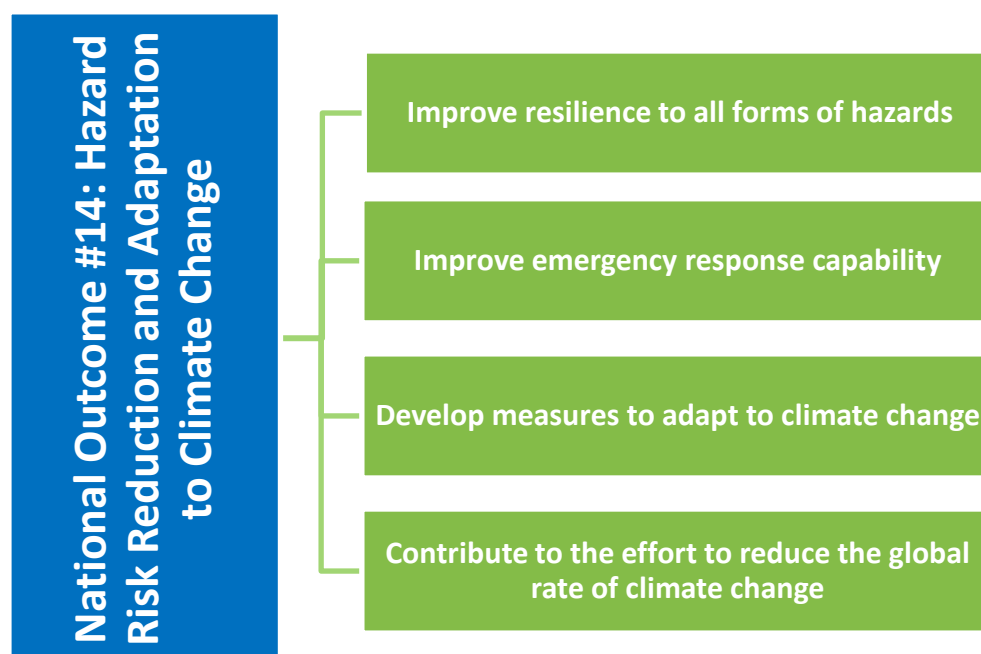 National Outcome #14: Hazard
Risk Reduction and Adaptation
to Climate Change
Improve resilience to all forms of hazards
Improve emergency response capability
Develop measures to adapt to climate change
Contribute to the effort to reduce the global
rate of climate change